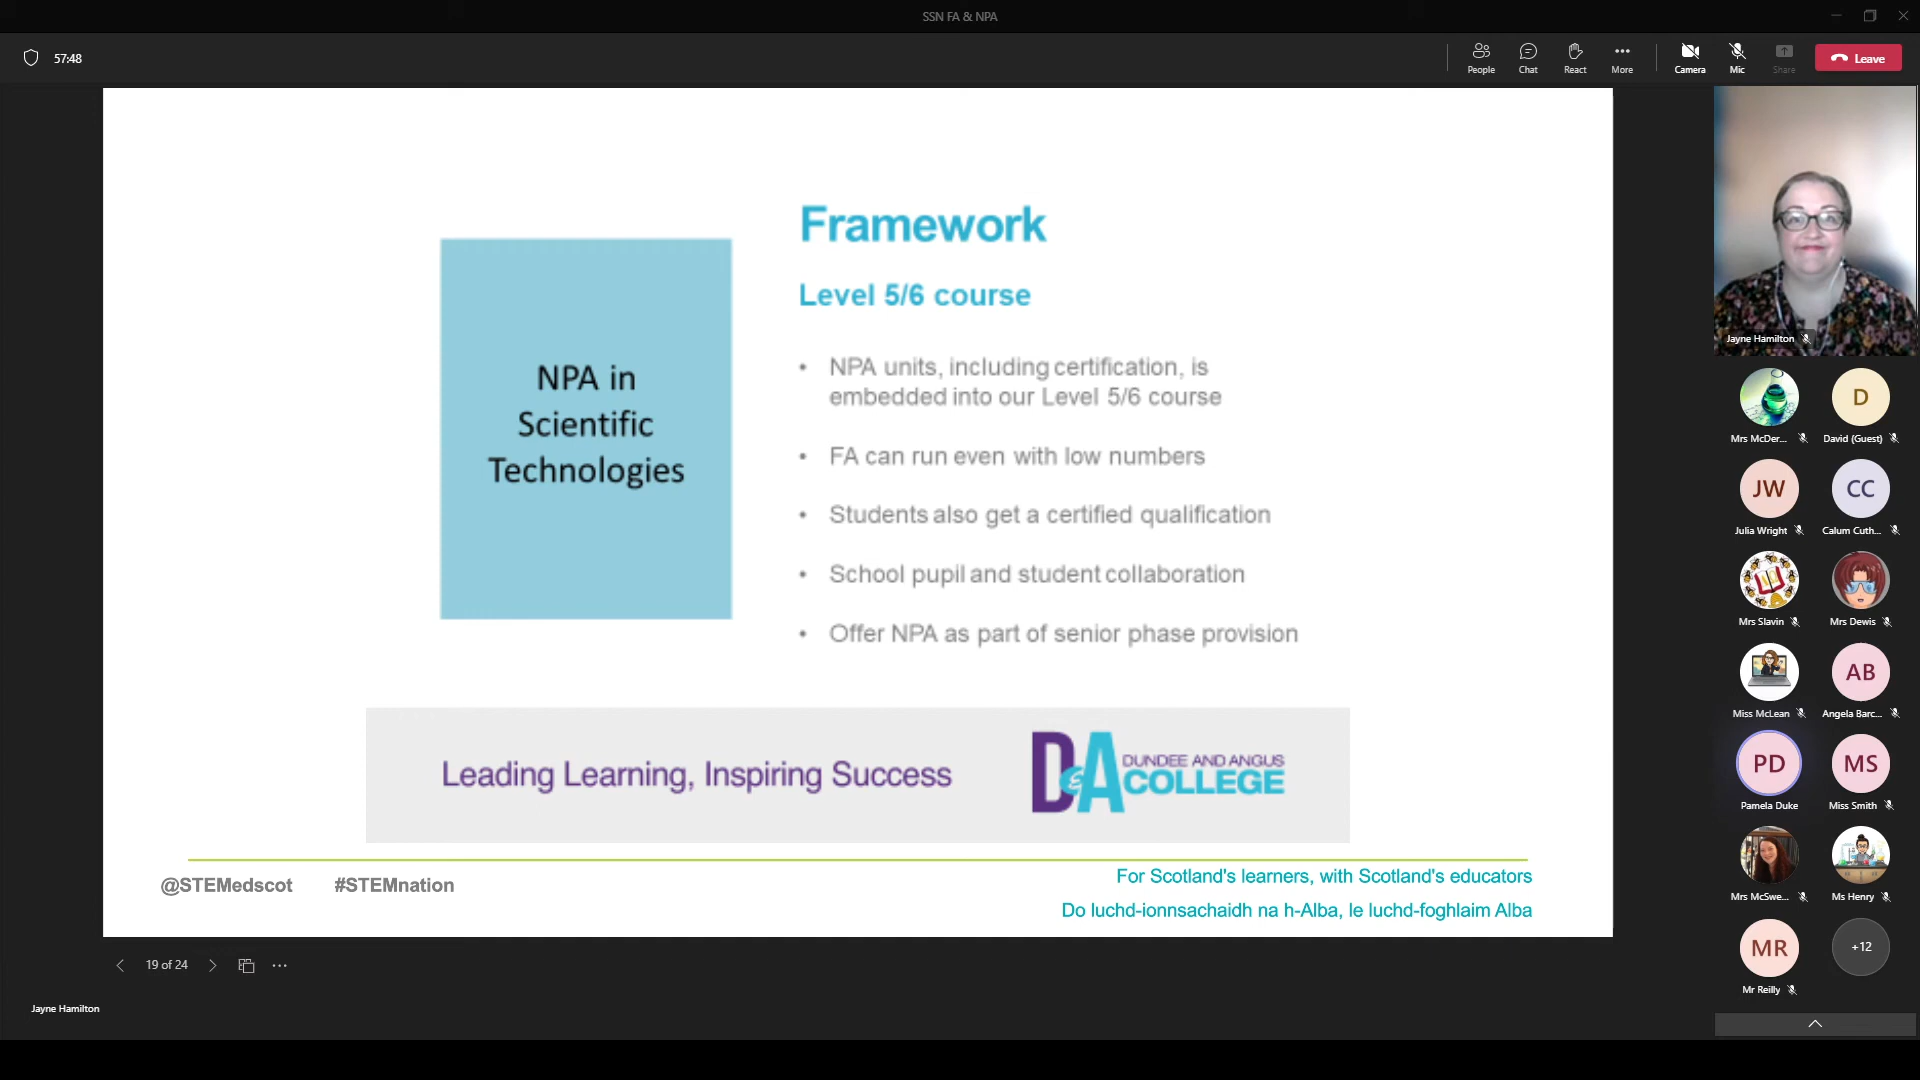 SSN FA & NPA
57:48
People
Chat
React
More
Camera
Mic
Share
Leave
Framework
Level 5/6 course
NPA in
Scientific
Technologies
• NPA units, including certification, is
embedded into our Level 5/6 course
• FA can run even with low numbers
• Students also get a certified qualification
• School pupil and student collaboration
• Offer NPA as part of senior phase provision
Leading Learning, Inspiring Success
D&A DUNDEE AND ANGUS
COLLEGE
@STEMedscot #STEMnation
For Scotland's learners, with Scotland's educators
Do luchd-ionnsachaidh na h-Alba, le luchd-foghlaim Alba
19 of 24
Jayne Hamilton
Jayne Hamilton
D
Mrs McDer...
David (Guest)
JW
CC
Julia Wright
Calum Cuth...
Mrs Slavin
Mrs Dewis
AB
Miss McLean
Angela Barc...
PD
MS
Pamela Duke
Miss Smith
Mrs McSwe...
Ms Henry
MR
+12
Mr Reilly